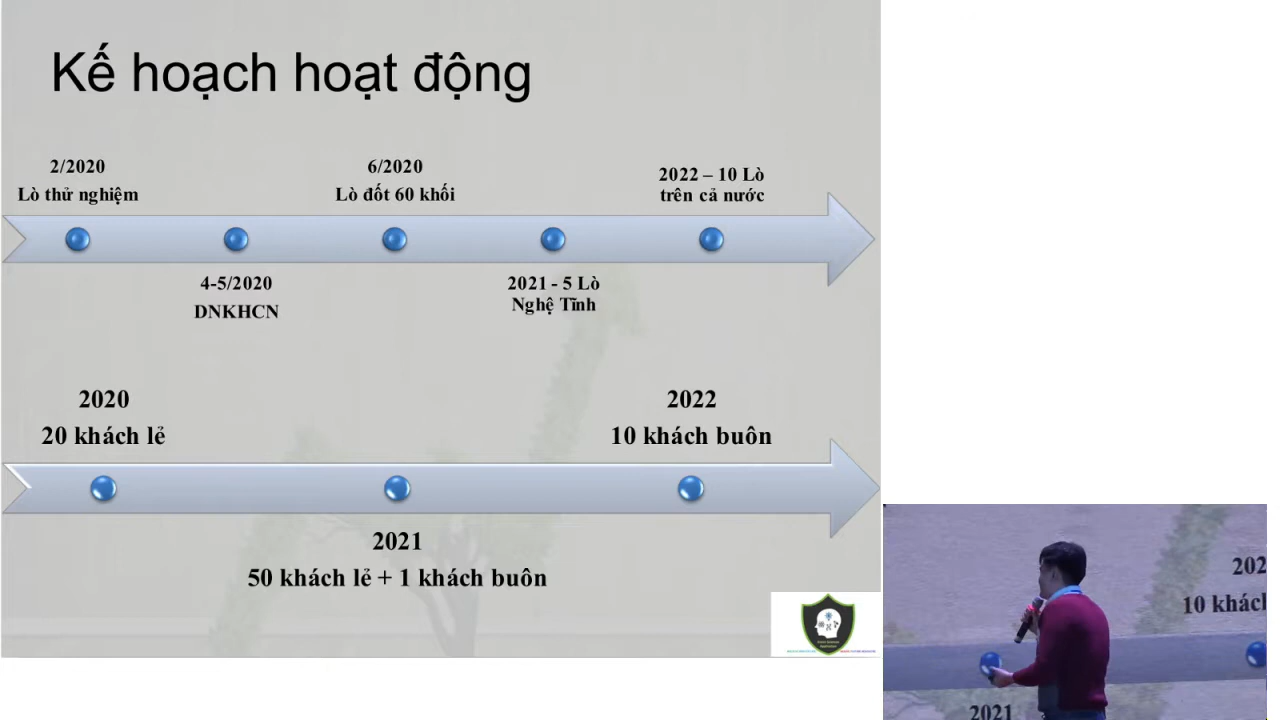 Kế hoạch hoạt động
2/2020
Lò thử nghiệm
6/2020
Lò đốt 60 khối
2022 – 10 Lò
trên cả nước
4-5/2020
DNKHCN
2021 - 5 Lò
Nghệ Tĩnh
2020
20 khách lẻ
2022
10 khách buôn
2021
50 khách lẻ + 1 khách buôn
202
10 khách
2021